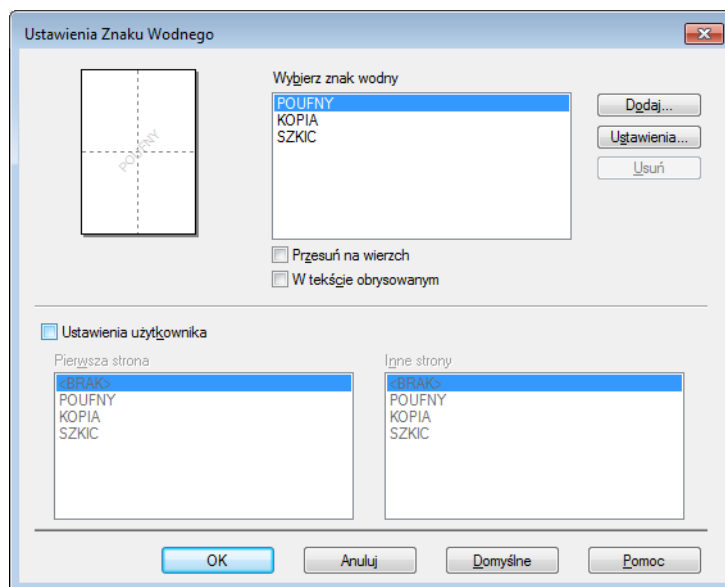 Ustawienia Znaku Wodnego
Wybierz znak wodny
POUFNY
POUFNY
KOPIA
SZKIC
Dodaj...
Ustawienia...
Usuń
Przesuń na wierzch
W tekście obrysowanym
Ustawienia użytkownika
Pierwsza strona
<BRAK>
POUFNY
KOPIA
SZKIC
Inne strony
<BRAK>
POUFNY
KOPIA
SZKIC
OK
Anuluj
Domyślne
Pomoc